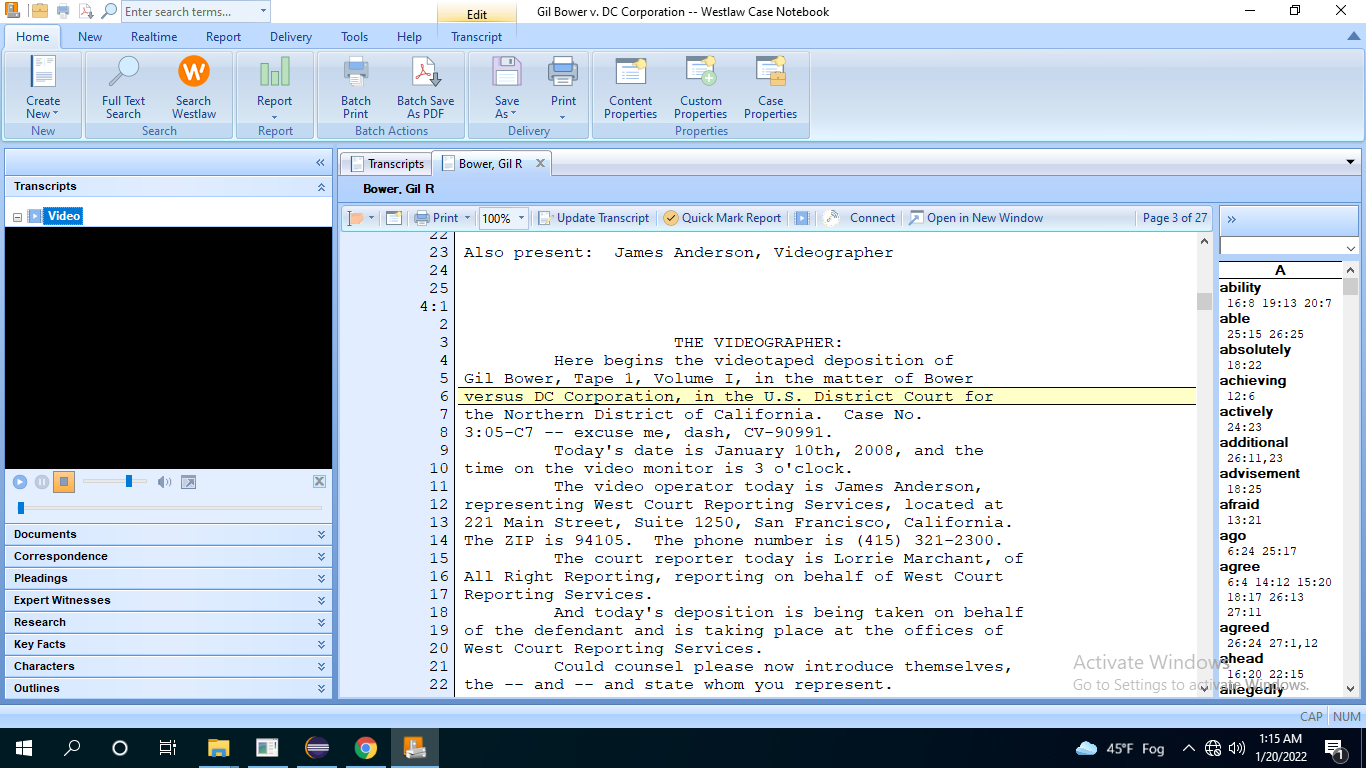 Enter search terms...
Edit
Gil Bower v. DC Corporation -- Westlaw Case Notebook
Home New Realtime Report Delivery Tools Help Transcript
Create New
Full Text Search
Search Westlaw
Report
Batch Print
Batch Save As PDF
Save As
Print
Content Properties
Custom Properties
Case Properties
New Search Report Batch Actions Delivery Properties
Transcripts
Video
Documents
Correspondence
Pleadings
Expert Witnesses
Research
Key Facts
Characters
Outlines
Transcripts Bower, Gil R
Bower, Gil R
Print 100% Update Transcript Quick Mark Report Connect Open in New Window Page 3 of 27
22
23 Also present: James Anderson, Videographer
24
25
4:1
2
3 THE VIDEOGRAPHER:
4 Here begins the videotaped deposition of
5 Gil Bower, Tape 1, Volume I, in the matter of Bower
6 versus DC Corporation, in the U.S. District Court for
7 the Northern District of California. Case No.
8 3:05-C7 -- excuse me, dash, CV-90991.
9 Today's date is January 10th, 2008, and the
10 time on the video monitor is 3 o'clock.
11 The video operator today is James Anderson,
12 representing West Court Reporting Services, located at
13 221 Main Street, Suite 1250, San Francisco, California.
14 The ZIP is 94105. The phone number is (415) 321-2300.
15 The court reporter today is Lorrie Marchant, of
16 All Right Reporting, reporting on behalf of West Court
17 Reporting Services.
18 And today's deposition is being taken on behalf
19 of the defendant and is taking place at the offices of
20 West Court Reporting Services.
21 Could counsel please now introduce themselves,
22 the -- and -- and state whom you represent.
A
ability
16:8 19:13 20:7
able
25:15 26:25
absolutely
18:22
achieving
12:6
actively
24:23
additional
26:11,23
advisement
18:25
afraid
13:21
ago
6:24 25:17
agree
6:4 14:12 15:20
18:17 26:13
27:11
agreed
26:24 27:1,12
ahead
16:20 22:15
allegedly
Activate Windows
Go to Settings to activate Windows.
CAP NUM
45°F Fog
1:15 AM
1/20/2022
1